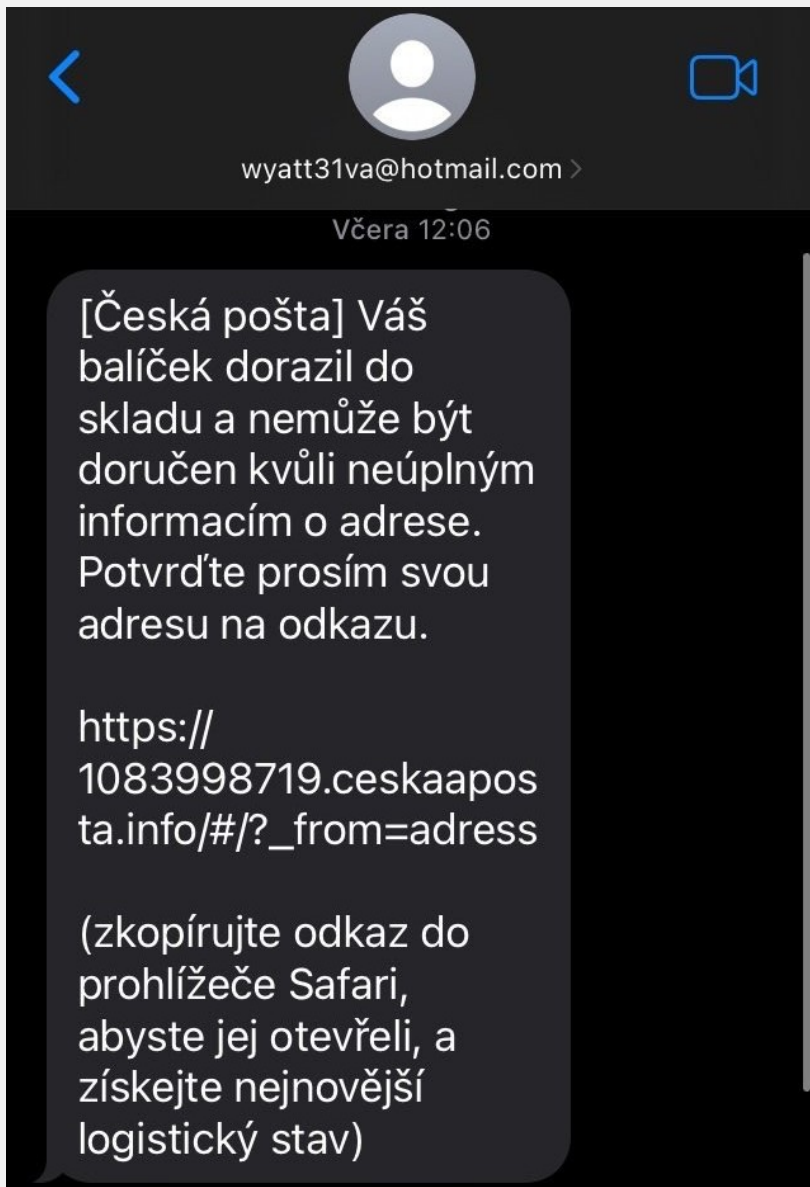 wyatt31va@hotmail.com
Včera 12:06
[Česká pošta] Váš
balíček dorazil do
skladu a nemůže být
doručen kvůli neúplným
informacím o adrese.
Potvrďte prosím svou
adresu na odkazu.
https://
1083998719.ceskaapos
ta.info/#/?_from=adress
(zkopírujte odkaz do
prohlížeče Safari,
abyste jej otevřeli, a
získejte nejnovější
logistický stav)